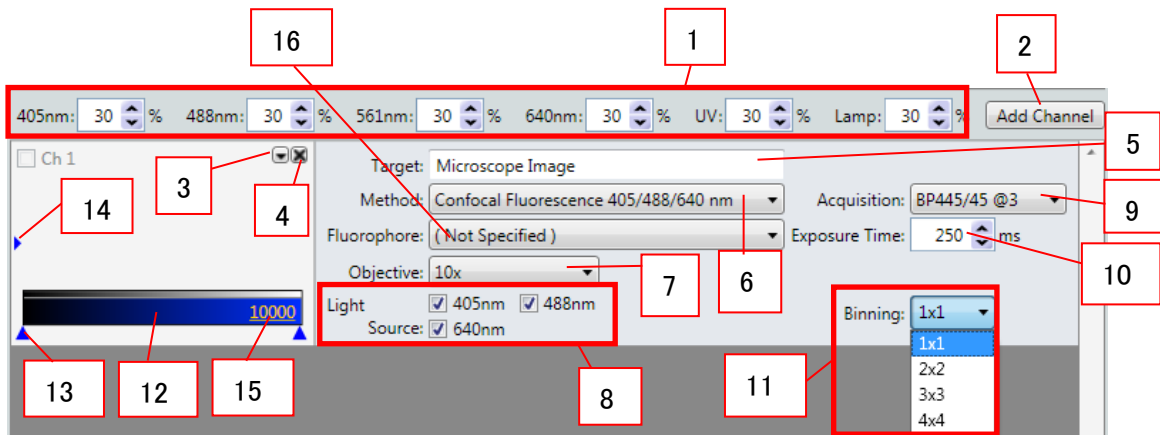 16 1 2
405nm: 30 % 488nm: 30 % 561nm: 30 % 640nm: 30 % UV: 30 % Lamp: 30 % Add Channel
Ch 1 3 4 Target: Microscope Image 5
14 Method: Confocal Fluorescence 405/488/640 nm Acquisition: BP445/45 @3 9
Fluorophore: ( Not Specified ) Exposure Time: 250 ms
Objective: 10x 7 6 10
10000 Light 405nm 488nm Binning: 1x1
Source: 640nm 1x1
13 12 15 8 11 2x2
3x3
4x4